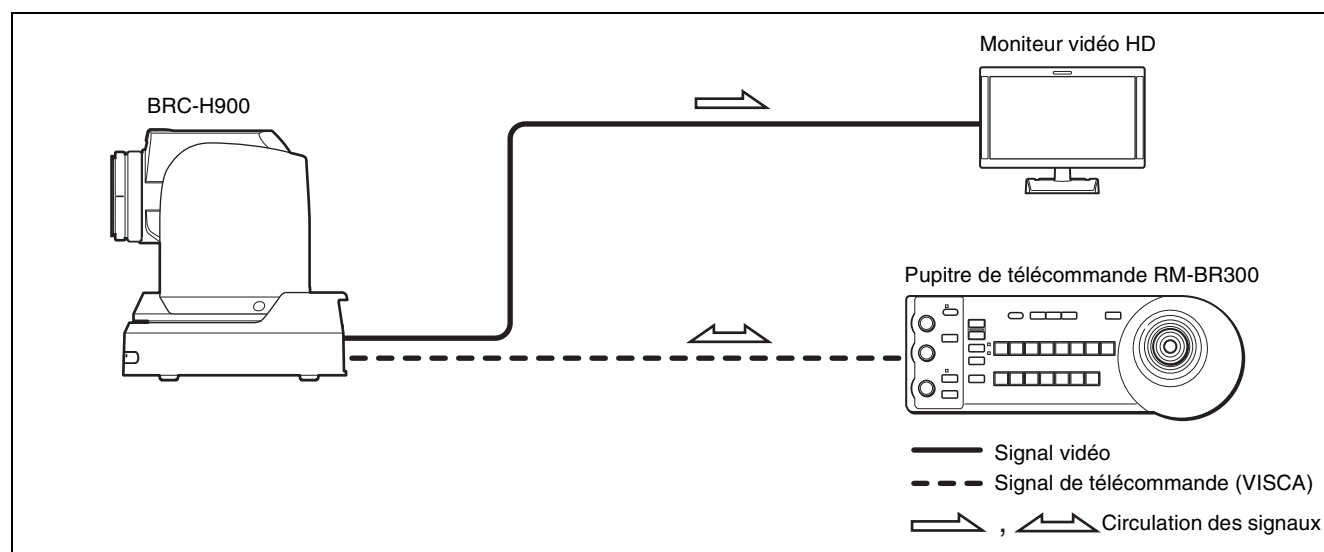 Moniteur vidéo HD
BRC-H900
Pupitre de télécommande RM-BR300
Signal vidéo
Signal de télécommande (VISCA)
, Circulation des signaux